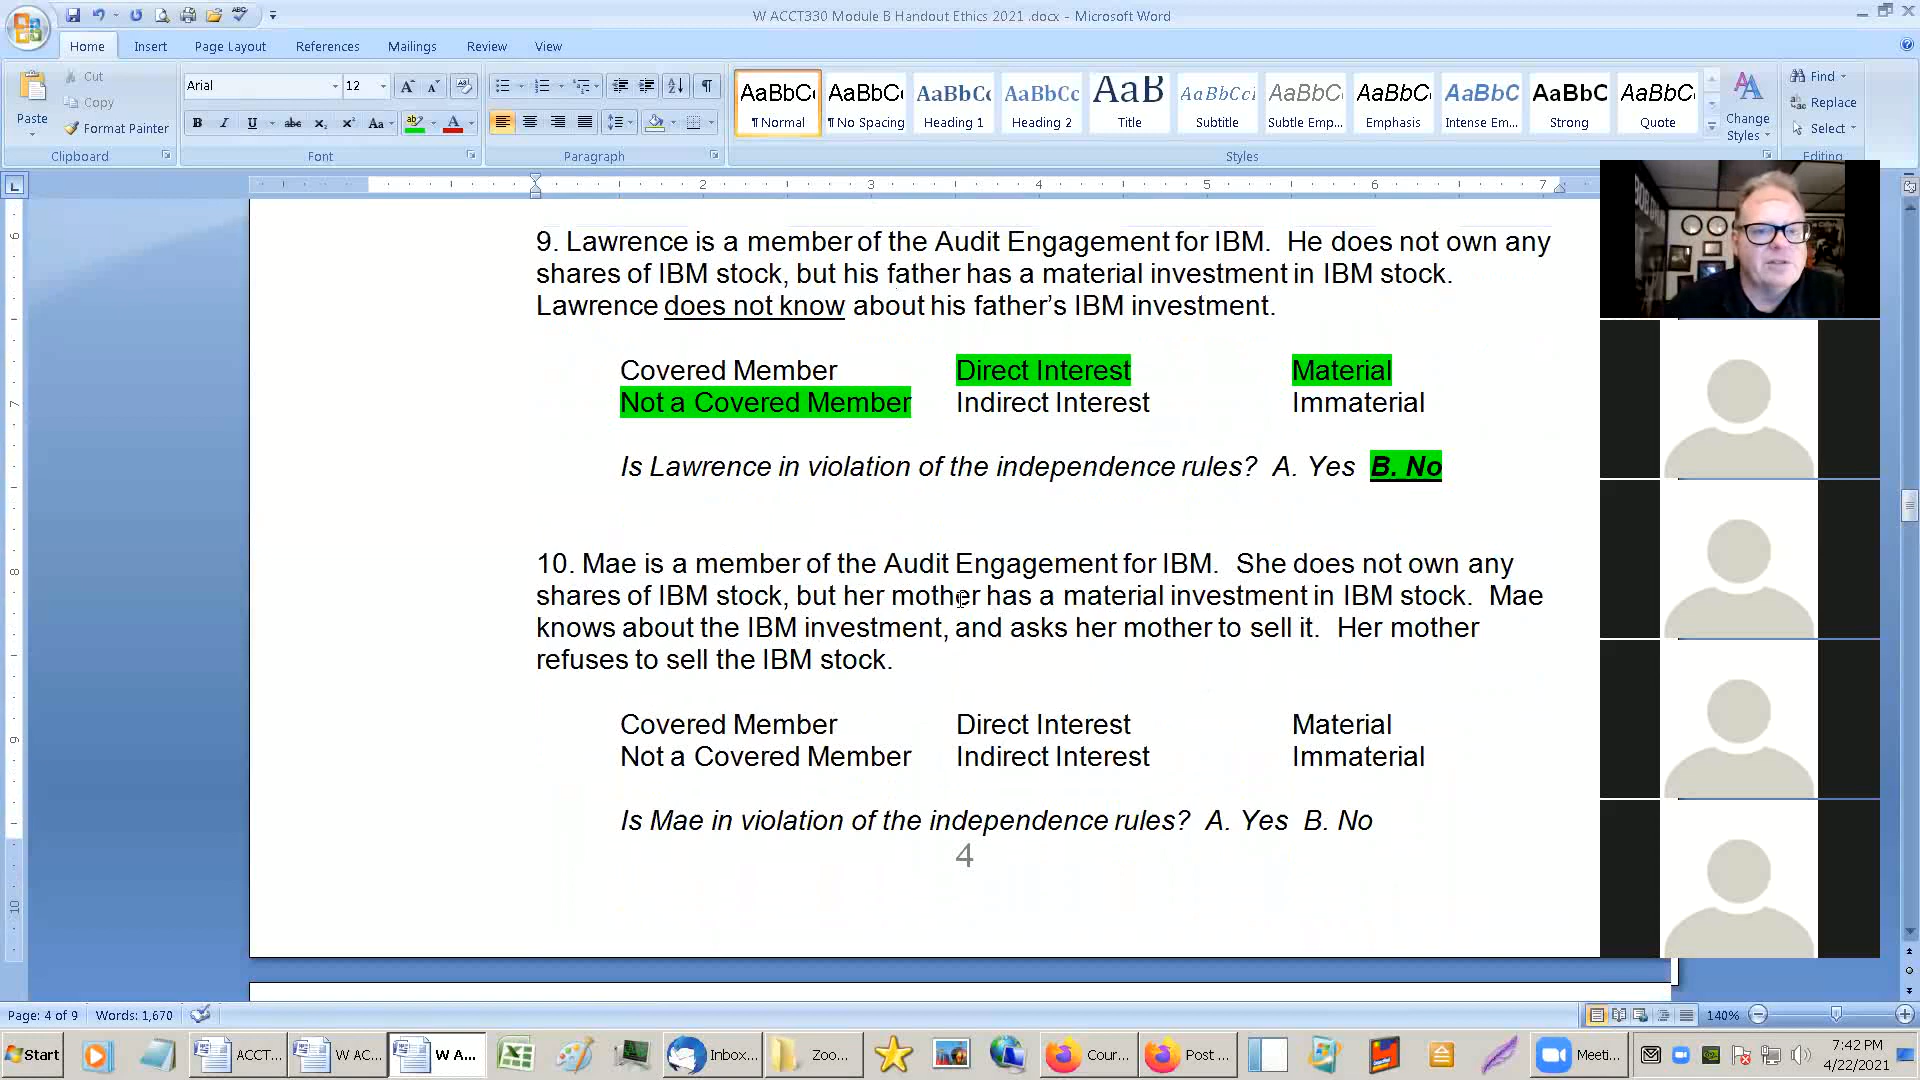 W ACCT330 Module B Handout Ethics 2021 .docx - Microsoft Word
Home Insert Page Layout References Mailings Review View
Paste
Cut
Copy
Format Painter
Clipboard
Arial 12
Font
Paragraph
AaBbCc AaBbCc AaBbCc AaBbCc AaB AaBbCci AaBbCc AaBbCc AaBbC AaBbC AaBbC
¶ Normal ¶ No Spacing Heading 1 Heading 2 Title Subtitle Subtle Emp... Emphasis Intense Em... Strong Quote
Change Styles
Styles
Find
Replace
Select
Editing
2 3 4 5 6 7
9. Lawrence is a member of the Audit Engagement for IBM. He does not own any
shares of IBM stock, but his father has a material investment in IBM stock.
Lawrence does not know about his father’s IBM investment.
Covered Member Direct Interest Material
Not a Covered Member Indirect Interest Immaterial
Is Lawrence in violation of the independence rules? A. Yes B. No
10. Mae is a member of the Audit Engagement for IBM. She does not own any
shares of IBM stock, but her mother has a material investment in IBM stock. Mae
knows about the IBM investment, and asks her mother to sell it. Her mother
refuses to sell the IBM stock.
Covered Member Direct Interest Material
Not a Covered Member Indirect Interest Immaterial
Is Mae in violation of the independence rules? A. Yes B. No
4
Page: 4 of 9 Words: 1,670
140%
Start ACCT... W AC... W A... Inbox... Zoo... Cour... Post ... Meeti...
7:42 PM
4/22/2021